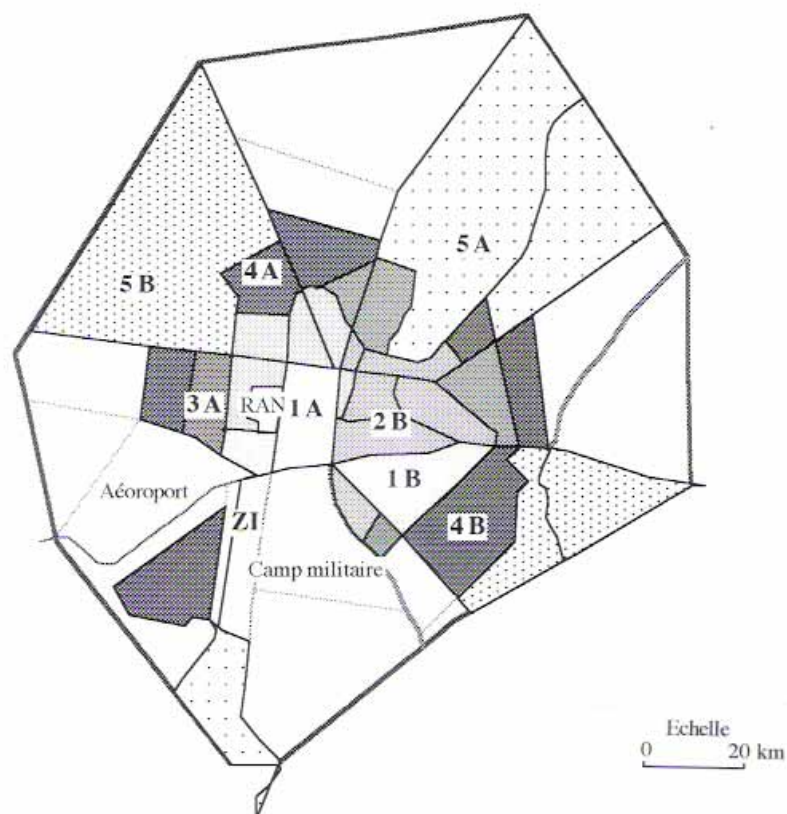 5 A
4 A
5 B
3 A
RAN
1 A
2 B
1 B
Aéoroport
ZI
4 B
Camp militaire
Echelle
0 20 km